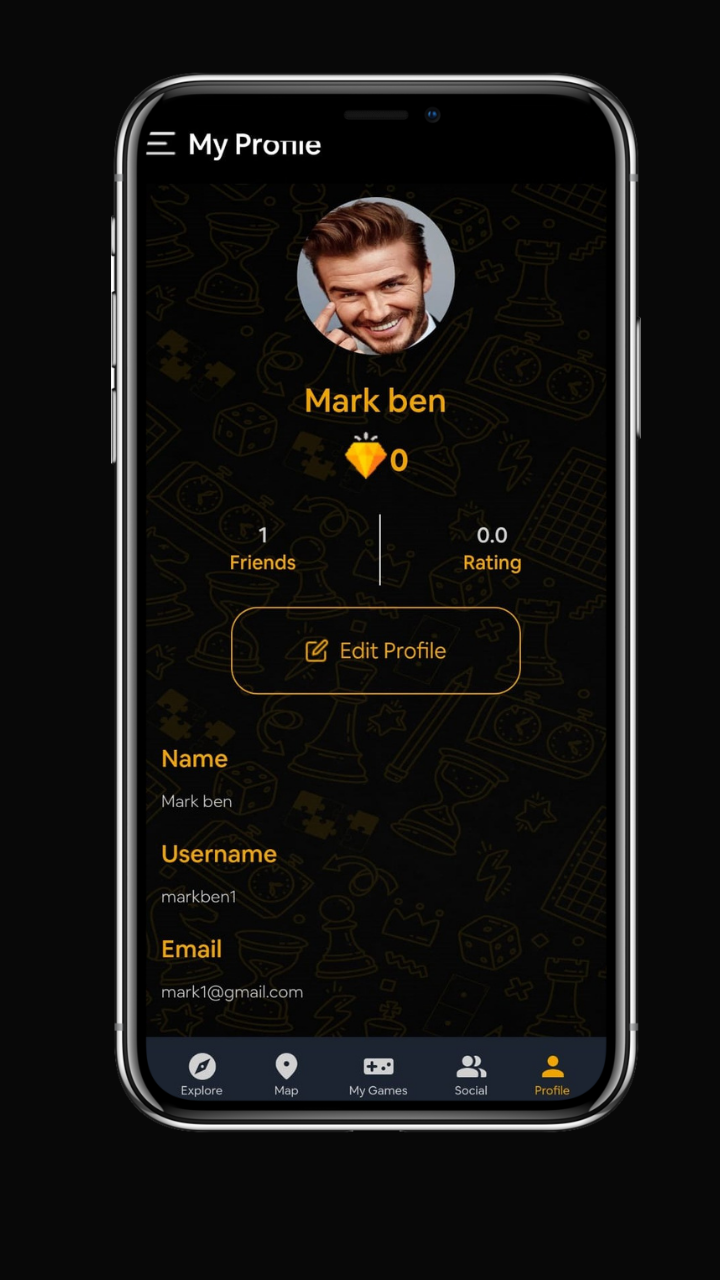 My Profile
Mark ben
0
1
0.0
Friends
Rating
Edit Profile
Name
Mark ben
Username
markben1
Email
mark1@gmail.com
Explore
Map
My Games
Social
Profile